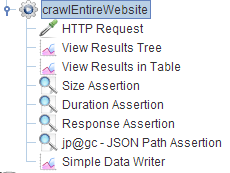 crawlEntireWebsite
HTTP Request
View Results Tree
View Results in Table
Size Assertion
Duration Assertion
Response Assertion
jp@gc - JSON Path Assertion
Simple Data Writer